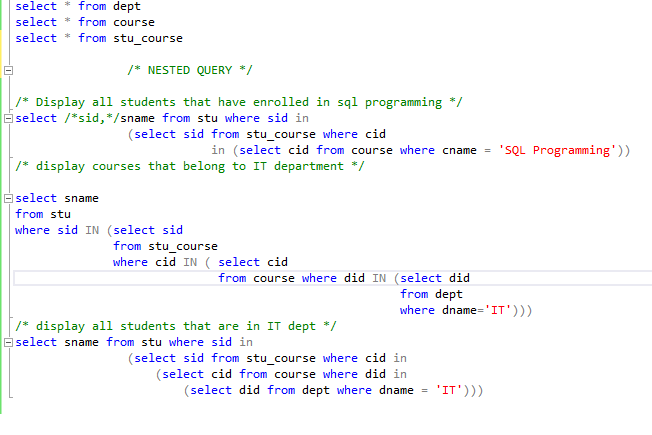 select * from dept
select * from course
select * from stu_course
/* NESTED QUERY */
/* Display all students that have enrolled in sql programming */
select /*sid,*/sname from stu where sid in
(select sid from stu_course where cid
in (select cid from course where cname = 'SQL Programming'))
/* display courses that belong to IT department */
select sname
from stu
where sid IN (select sid
from stu_course
where cid IN ( select cid
from course where did IN (select did
from dept
where dname='IT')))
/* display all students that are in IT dept */
select sname from stu where sid in
(select sid from stu_course where cid in
(select cid from course where did in
(select did from dept where dname = 'IT')))